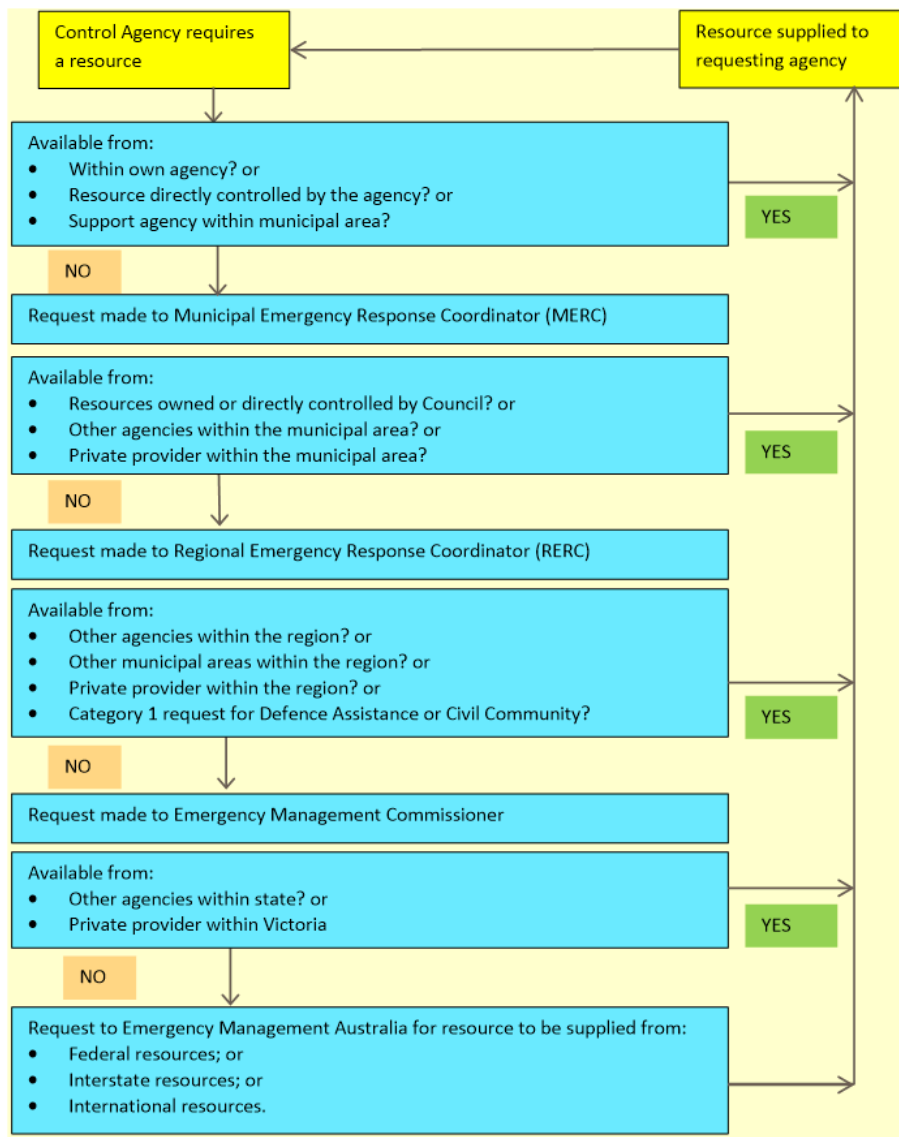 Control Agency requires
a resource
Resource supplied to
requesting agency
Available from:
• Within own agency? or
• Resource directly controlled by the agency? or
• Support agency within municipal area?
YES
NO
Request made to Municipal Emergency Response Coordinator (MERC)
Available from:
• Resources owned or directly controlled by Council? or
• Other agencies within the municipal area? or
• Private provider within the municipal area?
YES
NO
Request made to Regional Emergency Response Coordinator (RERC)
Available from:
• Other agencies within the region? or
• Other municipal areas within the region? or
• Private provider within the region? or
• Category 1 request for Defence Assistance or Civil Community?
YES
NO
Request made to Emergency Management Commissioner
Available from:
• Other agencies within state? or
• Private provider within Victoria
YES
NO
Request to Emergency Management Australia for resource to be supplied from:
• Federal resources; or
• Interstate resources; or
• International resources.